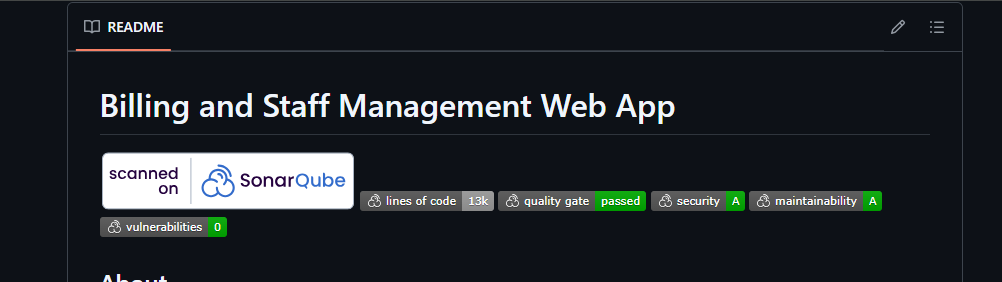 README
Billing and Staff Management Web App
scanned on SonarQube
lines of code 13k quality gate passed security A maintainability A
vulnerabilities 0
About